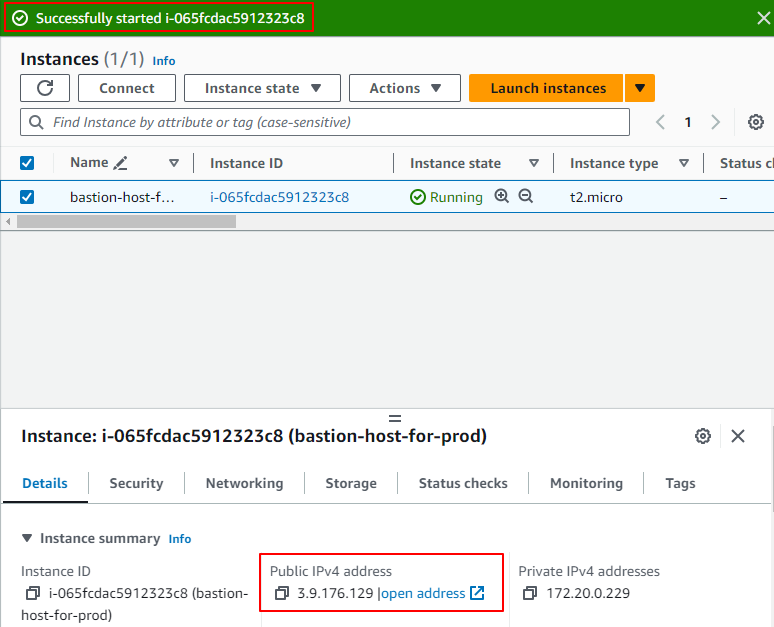 Successfully started i-065fcdac5912323c8
Instances (1/1) Info
Connect Instance state Actions Launch instances
Find Instance by attribute or tag (case-sensitive) 1
Name Instance ID Instance state Instance type Status ch
bastion-host-f... i-065fcdac5912323c8 Running t2.micro –
Instance: i-065fcdac5912323c8 (bastion-host-for-prod)
Details Security Networking Storage Status checks Monitoring Tags
Instance summary Info
Instance ID Public IPv4 address Private IPv4 addresses
i-065fcdac5912323c8 (bastion- 3.9.176.129 |open address 172.20.0.229
host-for-prod)